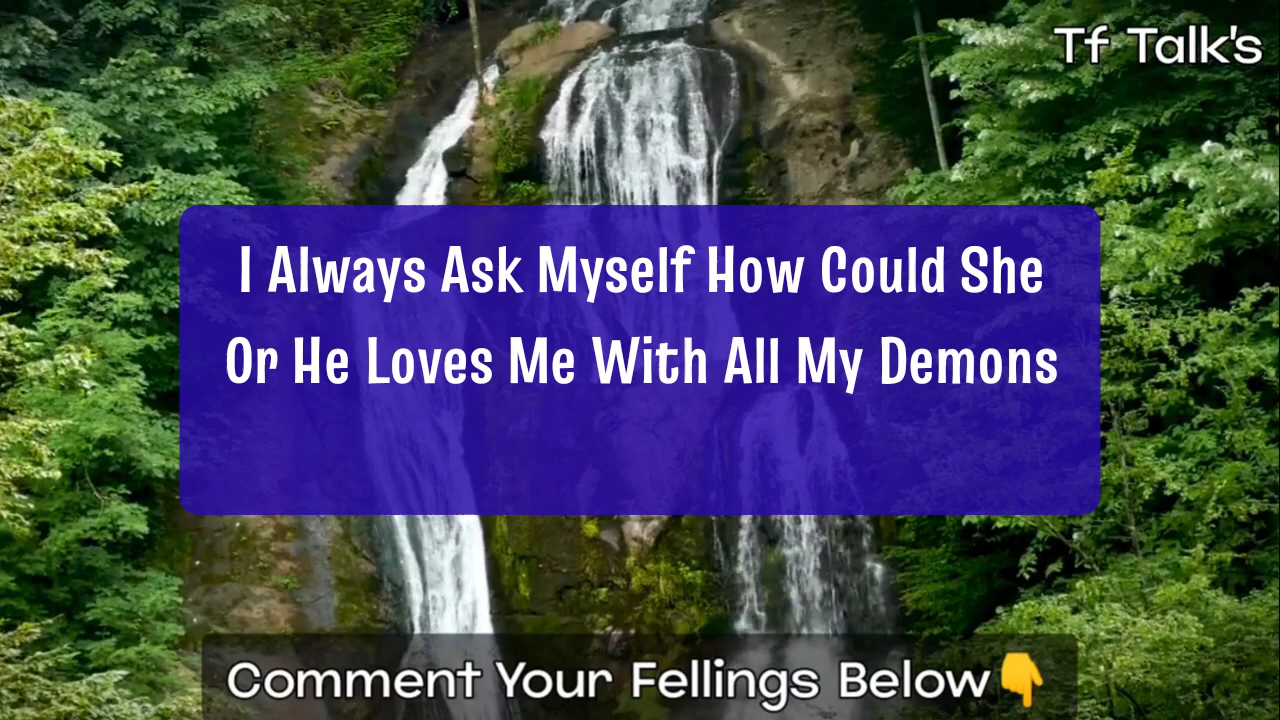 Tf Talk's
I Always Ask Myself How Could She
Or He Loves Me With All My Demons
Comment Your Fellings Below👇